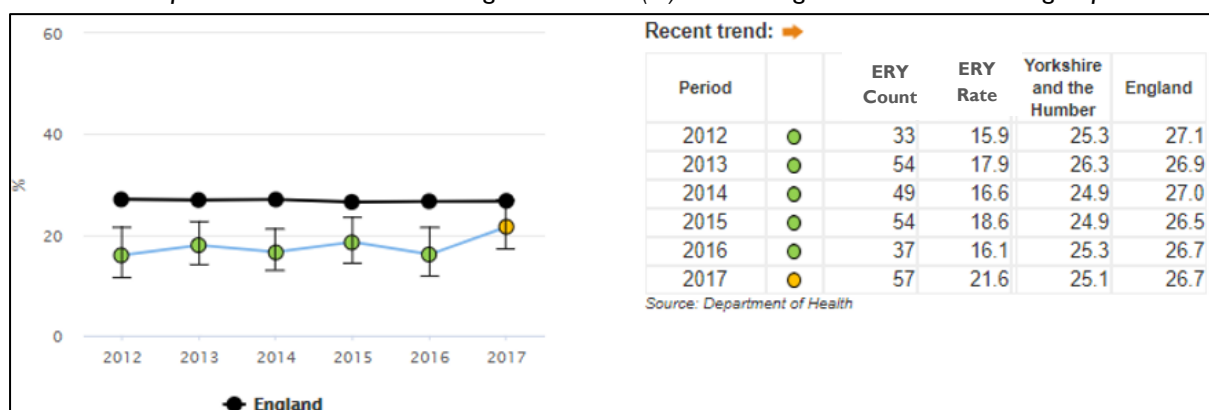 60
40
20
0
%
2012 2013 2014 2015 2016 2017
England
Recent trend:
Period ERY Count ERY Rate Yorkshire and the Humber England
2012 33 15.9 25.3 27.1
2013 54 17.9 26.3 26.9
2014 49 16.6 24.9 27.0
2015 54 18.6 24.9 26.5
2016 37 16.1 25.3 26.7
2017 57 21.6 25.1 26.7
Source: Department of Health